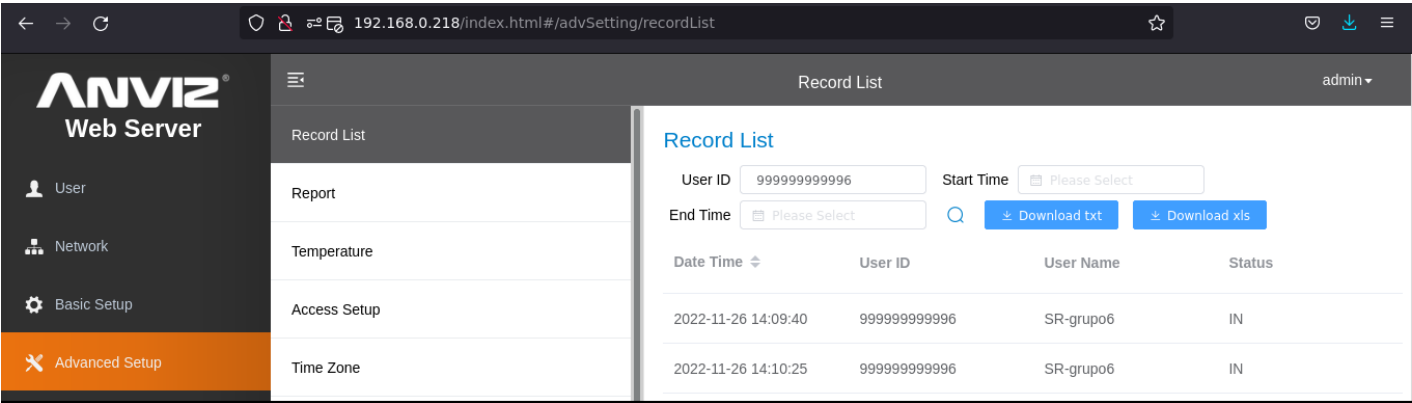 192.168.0.218/index.html#/advSetting/recordList
ANVIZ®
Web Server
User
Network
Basic Setup
Advanced Setup
Record List
admin
Record List
Report
Temperature
Access Setup
Time Zone
Record List
User ID 999999999996 Start Time Please Select
End Time Please Select Download txt Download xls
Date Time User ID User Name Status
2022-11-26 14:09:40 999999999996 SR-grupo6 IN
2022-11-26 14:10:25 999999999996 SR-grupo6 IN